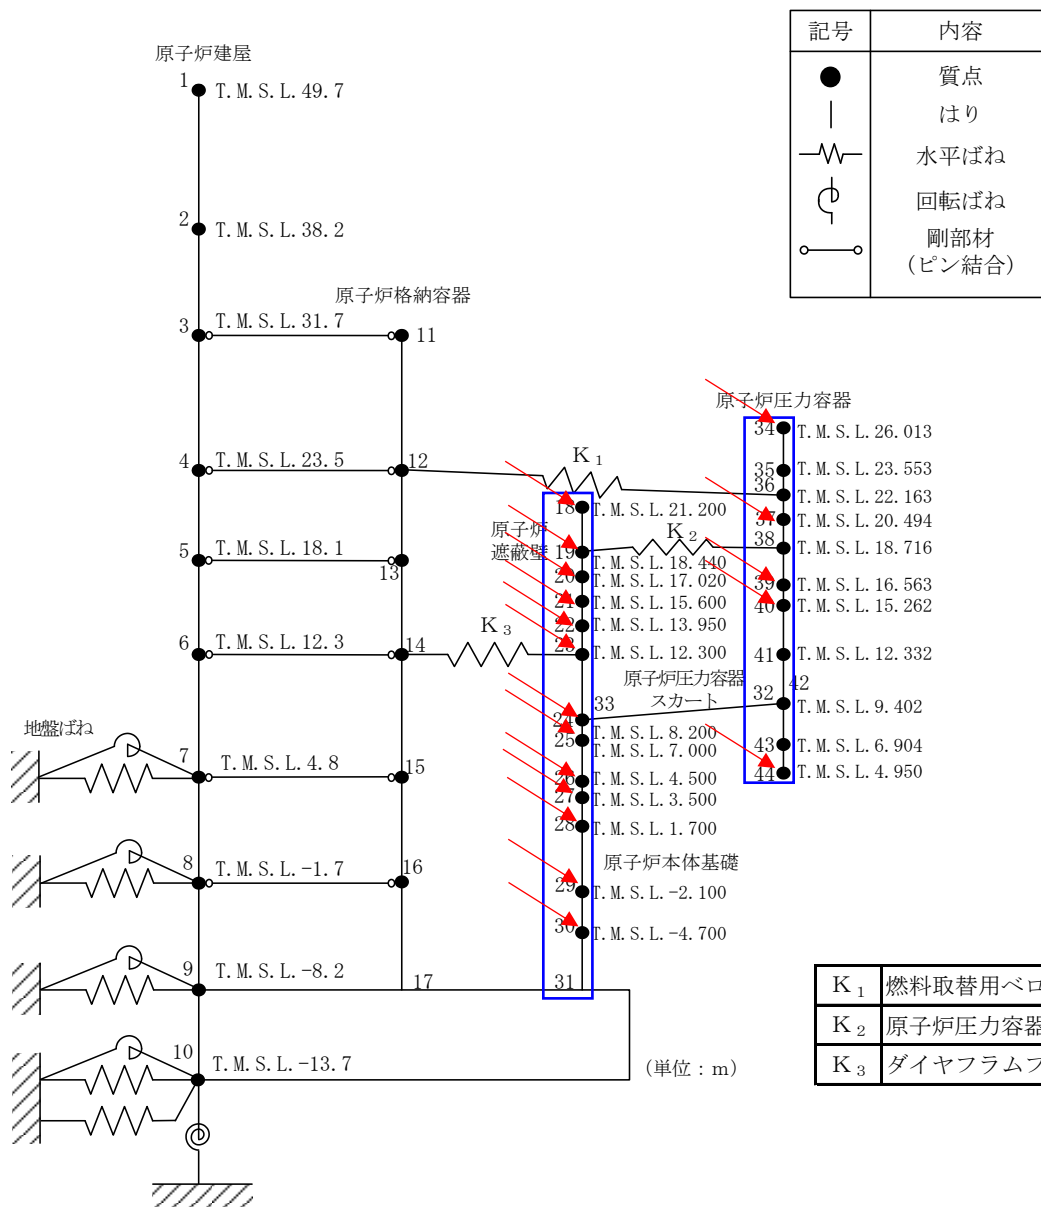 記号 内容
質点
はり
水平ばね
回転ばね
剛部材
(ピン結合)
原子炉建屋
1 T.M.S.L.49.7
2 T.M.S.L.38.2
原子炉格納容器
3 T.M.S.L.31.7 11
4 T.M.S.L.23.5 12
5 T.M.S.L.18.1 13
6 T.M.S.L.12.3 14
地盤ばね
7 T.M.S.L.4.8 15
8 T.M.S.L.-1.7 16
9 T.M.S.L.-8.2 17
10 T.M.S.L.-13.7
K1
K2
K3
原子炉
遮蔽壁
18 T.M.S.L.21.200
19 T.M.S.L.18.440
20 T.M.S.L.17.020
21 T.M.S.L.15.600
22 T.M.S.L.13.950
23 T.M.S.L.12.300
原子炉圧力容器
スカート
33
24 T.M.S.L.8.200
25 T.M.S.L.7.000
26 T.M.S.L.4.500
27 T.M.S.L.3.500
28 T.M.S.L.1.700
原子炉本体基礎
29 T.M.S.L.-2.100
30 T.M.S.L.-4.700
31
原子炉圧力容器
34 T.M.S.L.26.013
35 T.M.S.L.23.553
36 T.M.S.L.22.163
37 T.M.S.L.20.494
38 T.M.S.L.18.716
39 T.M.S.L.16.563
40 T.M.S.L.15.262
41 T.M.S.L.12.332
42
32 T.M.S.L.9.402
43 T.M.S.L.6.904
44 T.M.S.L.4.950
(単位：m)
K1 燃料取替用ベロ
K2 原子炉圧力容器
K3 ダイヤフラムフ